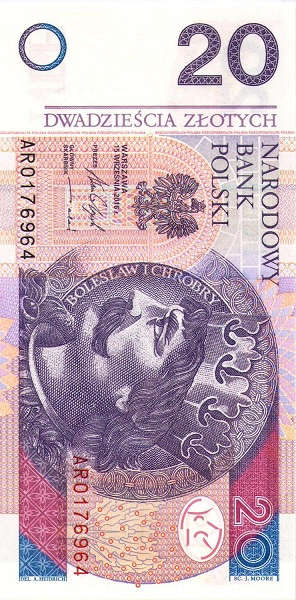 20
DWADZIEŚCIA ZŁOTYCH
NARODOWY
BANK
POLSKI
WARSZAWA
15 WRZEŚNIA 2016 r.
PREZES
GŁÓWNY
SKARBNIK
AR0176964
BOLESŁAW I CHROBRY
AR0176964
20
DEL. A. HEIDRICH
SC. J. MOORE